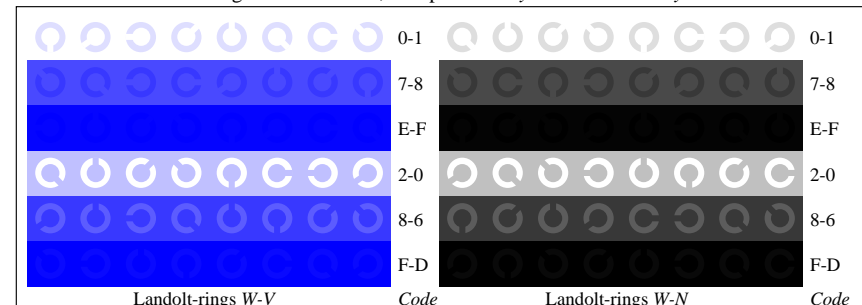 0-1 0-1
7-8 7-8
E-F E-F
2-0 2-0
8-6 8-6
F-D F-D
Landolt-rings W-V Code Landolt-rings W-N Code